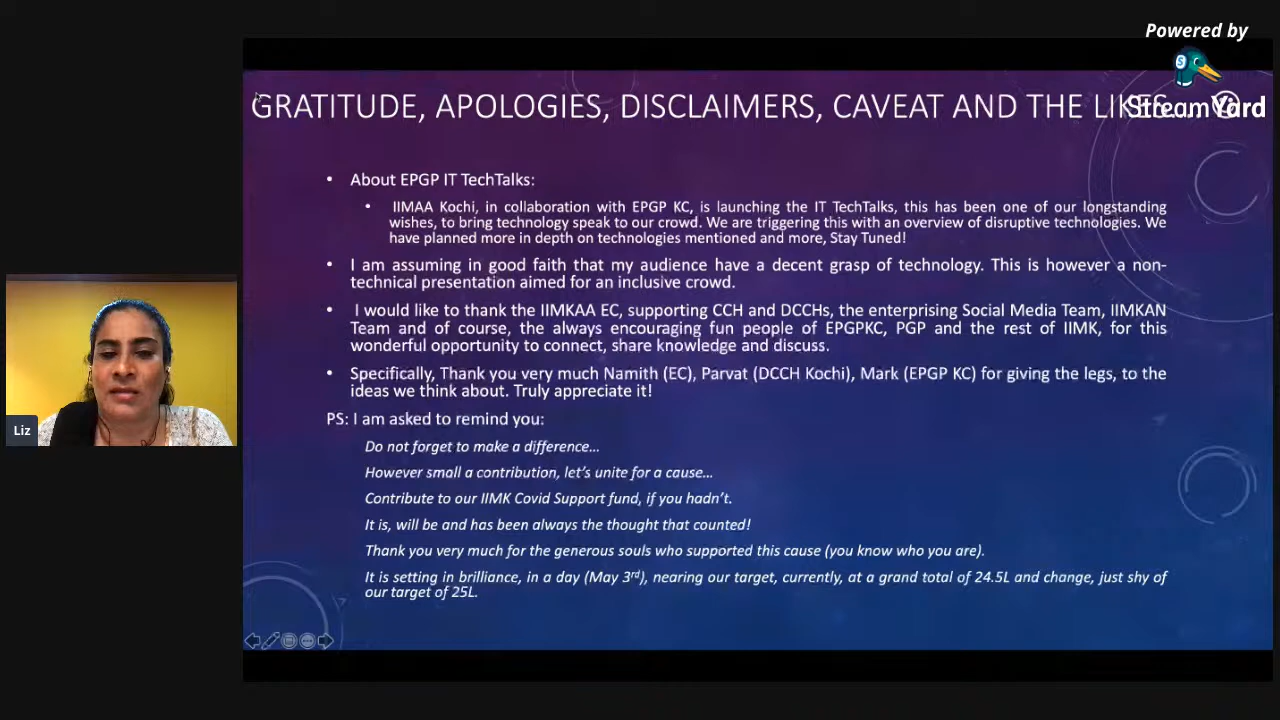 Powered by
StreamYard
GRATITUDE, APOLOGIES, DISCLAIMERS, CAVEAT AND THE LIKES
• About EPGP IT TechTalks:
• IIMAA Kochi, in collaboration with EPGP KC, is launching the IT TechTalks, this has been one of our longstanding
wishes, to bring technology speak to our crowd. We are triggering this with an overview of disruptive technologies. We
have planned more in depth on technologies mentioned and more, Stay Tuned!
• I am assuming in good faith that my audience have a decent grasp of technology. This is however a non-
technical presentation aimed for an inclusive crowd.
• I would like to thank the IIMKAA EC, supporting CCH and DCCHs, the enterprising Social Media Team, IIMKAN
Team and of course, the always encouraging fun people of EPGPKC, PGP and the rest of IIMK, for this
wonderful opportunity to connect, share knowledge and discuss.
• Specifically, Thank you very much Namith (EC), Parvat (DCCH Kochi), Mark (EPGP KC) for giving the legs, to the
ideas we think about. Truly appreciate it!
PS: I am asked to remind you:
Do not forget to make a difference…
However small a contribution, let's unite for a cause…
Contribute to our IIMK Covid Support fund, if you hadn't.
It is, will be and has been always the thought that counted!
Thank you very much for the generous souls who supported this cause (you know who you are).
It is setting in brilliance, in a day (May 3rd), nearing our target, currently, at a grand total of 24.5L and change, just shy of
our target of 25L.
Liz